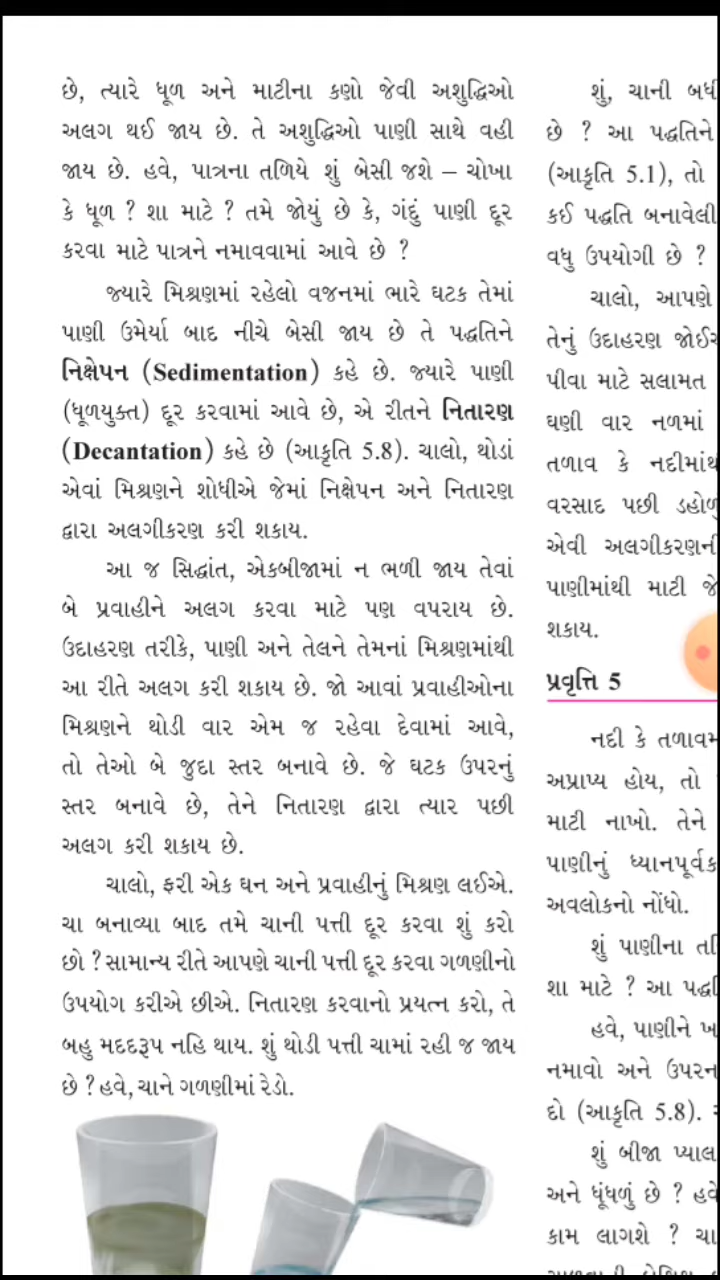 છે, ત્યારે ધૂળ અને માટીના કણો જેવી અશુદ્ધિઓ
અલગ થઈ જાય છે. તે અશુદ્ધિઓ પાણી સાથે વહી
જાય છે. હવે, પાત્રના તળિયે શું બેસી જશે – ચોખા
કે ધૂળ ? શા માટે ? તમે જોયું છે કે, ગંદું પાણી દૂર
કરવા માટે પાત્રને નમાવવામાં આવે છે ?
જ્યારે મિશ્રણમાં રહેલો વજનમાં ભારે ઘટક તેમાં
પાણી ઉમેર્યા બાદ નીચે બેસી જાય છે તે પદ્ધતિને
નિક્ષેપન (Sedimentation) કહે છે. જ્યારે પાણી
(ધૂળયુક્ત) દૂર કરવામાં આવે છે, એ રીતને નિતારણ
(Decantation) કહે છે (આકૃતિ 5.8). ચાલો, થોડાં
એવાં મિશ્રણને શોધીએ જેમાં નિક્ષેપન અને નિતારણ
દ્વારા અલગીકરણ કરી શકાય.
આ જ સિદ્ધાંત, એકબીજામાં ન ભળી જાય તેવાં
બે પ્રવાહીને અલગ કરવા માટે પણ વપરાય છે.
ઉદાહરણ તરીકે, પાણી અને તેલને તેમનાં મિશ્રણમાંથી
આ રીતે અલગ કરી શકાય છે. જો આવાં પ્રવાહીઓના
મિશ્રણને થોડી વાર એમ જ રહેવા દેવામાં આવે,
તો તેઓ બે જુદા સ્તર બનાવે છે. જે ઘટક ઉપરનું
સ્તર બનાવે છે, તેને નિતારણ દ્વારા ત્યાર પછી
અલગ કરી શકાય છે.
ચાલો, ફરી એક ઘન અને પ્રવાહીનું મિશ્રણ લઈએ.
ચા બનાવ્યા બાદ તમે ચાની પત્તી દૂર કરવા શું કરો
છો ? સામાન્ય રીતે આપણે ચાની પત્તી દૂર કરવા ગળણીનો
ઉપયોગ કરીએ છીએ. નિતારણ કરવાનો પ્રયત્ન કરો, તે
બહુ મદદરૂપ નહિ થાય. શું થોડી પત્તી ચામાં રહી જ જાય
છે ? હવે, ચાને ગળણીમાં રેડો.
શું, ચાની બધી
છે ? આ પદ્ધતિને
(આકૃતિ 5.1), તો
કઈ પદ્ધતિ બનાવેલી
વધુ ઉપયોગી છે ?
ચાલો, આપણે
તેનું ઉદાહરણ
પીવા માટે સલામત
ઘણી વાર નળમાં
તળાવ કે
વરસાદ પછી
એવી અલગીકરણની
પાણીમાંથી માટી જે
શકાય.
પ્રવૃત્તિ 5
નદી કે
અપ્રાપ્ય હોય, તો
માટી નાખો. તેને
પાણીનું ધ્યાનપૂર્વક
અવલોકનો નોંધો.
શું પાણીના
શા માટે ? આ
હવે, પાણીને
નમાવો અને
દો (આકૃતિ 5.8).
શું બીજા
અને ધૂંધળું છે ? હવે
કામ લાગશે ? ચા